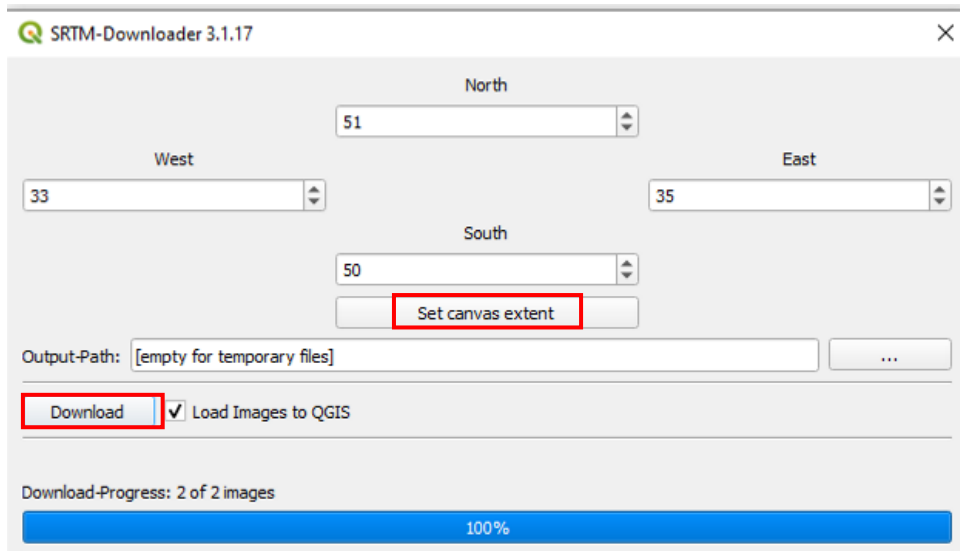 SRTM-Downloader 3.1.17
North
51
West
East
33
35
South
50
Set canvas extent
Output-Path: [empty for temporary files] ...
Download Load Images to QGIS
Download-Progress: 2 of 2 images
100%